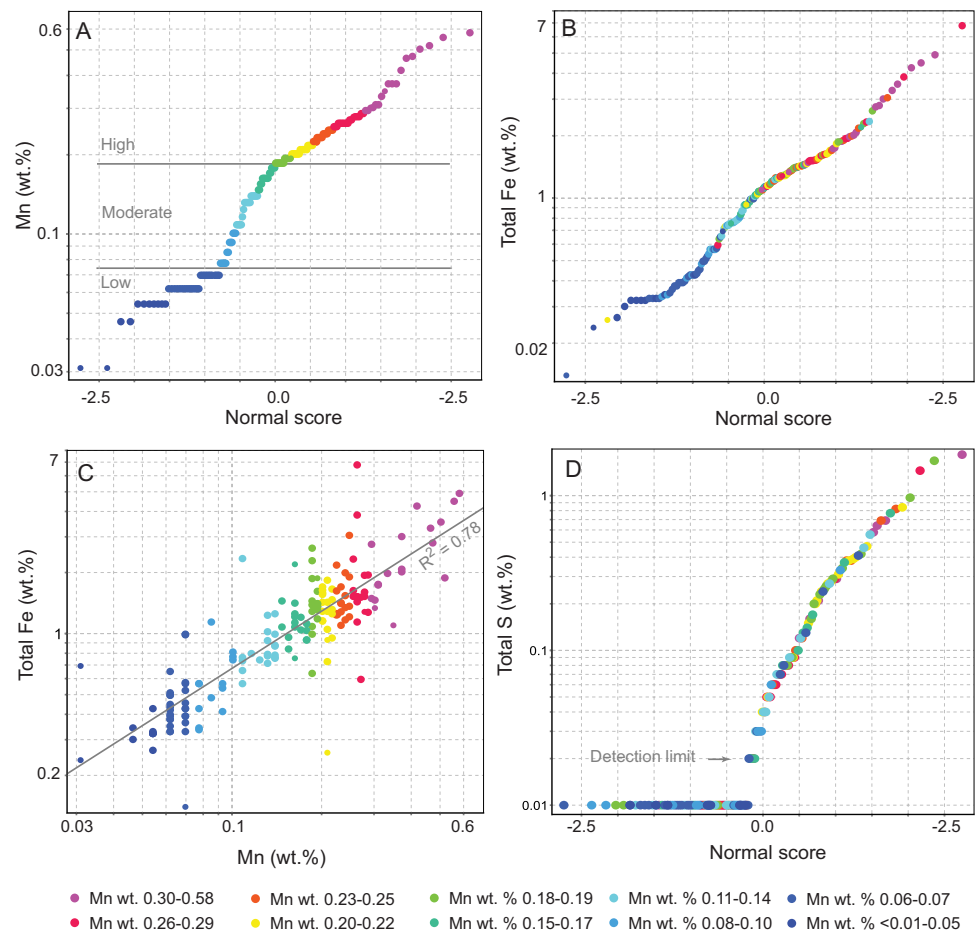 A
0.6
Mn (wt.%)
High
Moderate
0.1
Low
0.03
-2.5
0.0
-2.5
Normal score
B
7
Total Fe (wt.%)
1
0.02
-2.5
0.0
-2.5
Normal score
C
7
R² = 0.78
Total Fe (wt.%)
1
0.2
0.03
0.1
0.6
Mn (wt.%)
D
1
Total S (wt.%)
0.10
Detection limit
0.01
-2.5
0.0
-2.5
Normal score
Mn wt. 0.30-0.58
Mn wt. 0.23-0.25
Mn wt. % 0.18-0.19
Mn wt. % 0.11-0.14
Mn wt. % 0.06-0.07
Mn wt. 0.26-0.29
Mn wt. % 0.20-0.22
Mn wt. % 0.15-0.17
Mn wt. % 0.08-0.10
Mn wt. % <0.01-0.05